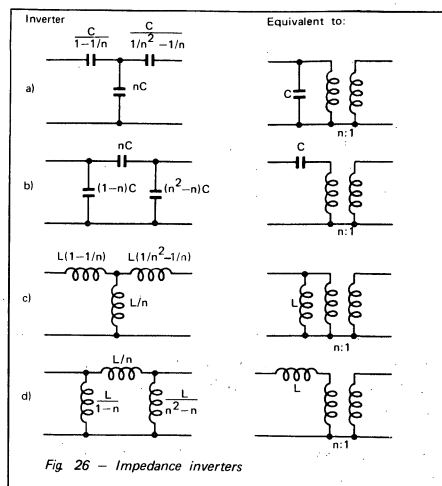 Inverter
Equivalent to:
C/(1−1/n) C/(1/n²−1/n)
a)
nC
C
n:1
nC
C
b)
(1−n)C
(n²−n)C
n:1
L(1−1/n) L(1/n²−1/n)
c)
L/n
L
n:1
L/n
d)
L/(1−n)
L/(n²−n)
L
n:1
Fig. 26 − Impedance inverters